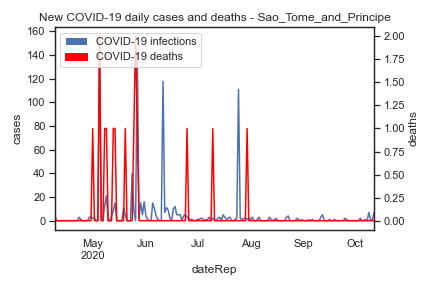 New COVID-19 daily cases and deaths - Sao_Tome_and_Principe
COVID-19 infections
COVID-19 deaths
160
140
120
100
80
60
40
20
0
cases
2.00
1.75
1.50
1.25
1.00
0.75
0.50
0.25
0.00
deaths
May Jun Jul Aug Sep Oct
2020
dateRep